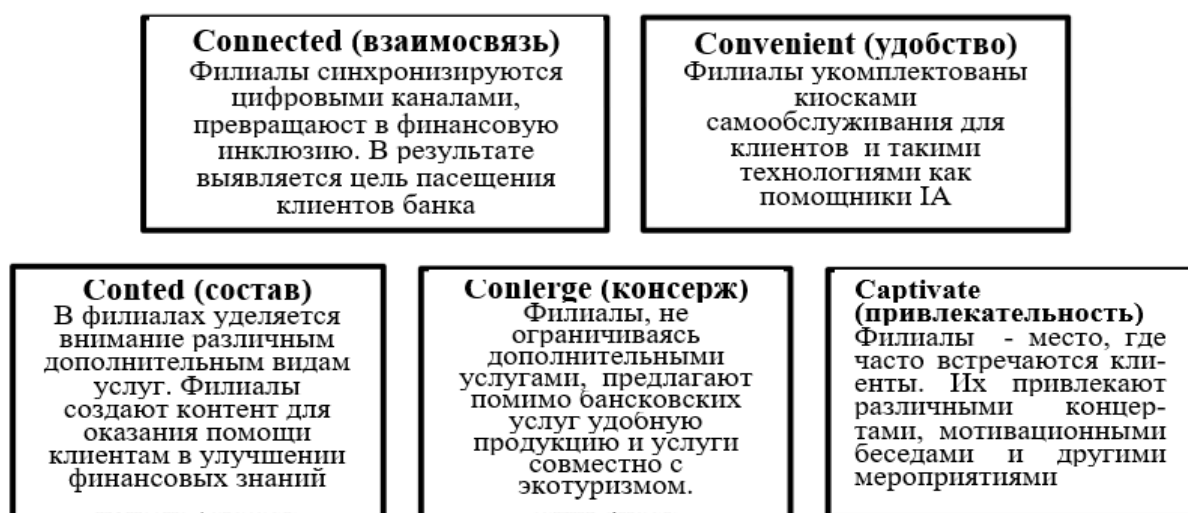 Connected (взаимосвязь)
Филиалы синхронизируются
цифровыми каналами,
превращаюст в финансовую
инклюзию. В результате
выявляется цель пасещения
клиентов банка
Convenient (удобство)
Филиалы укомплектованы
киосками
самообслуживания для
клиентов и такими
технологиями как
помощники IA
Conted (состав)
В филиалах уделяется
внимание различным
дополнительным видам
услуг. Филиалы
создают контент для
оказания помощи
клиентам в улучшении
финансовых знаний
Conlerge (консерж)
Филиалы, не
ограничиваясь
дополнительными
услугами, предлагают
помимо бансковских
услуг удобную
продукцию и услуги
совместно с
экотуризмом.
Captivate
(привлекательность)
Филиалы - место, где
часто встречаются кли-
енты. Их привлекают
различными концер-
тами, мотивационными
беседами и другими
мероприятиями